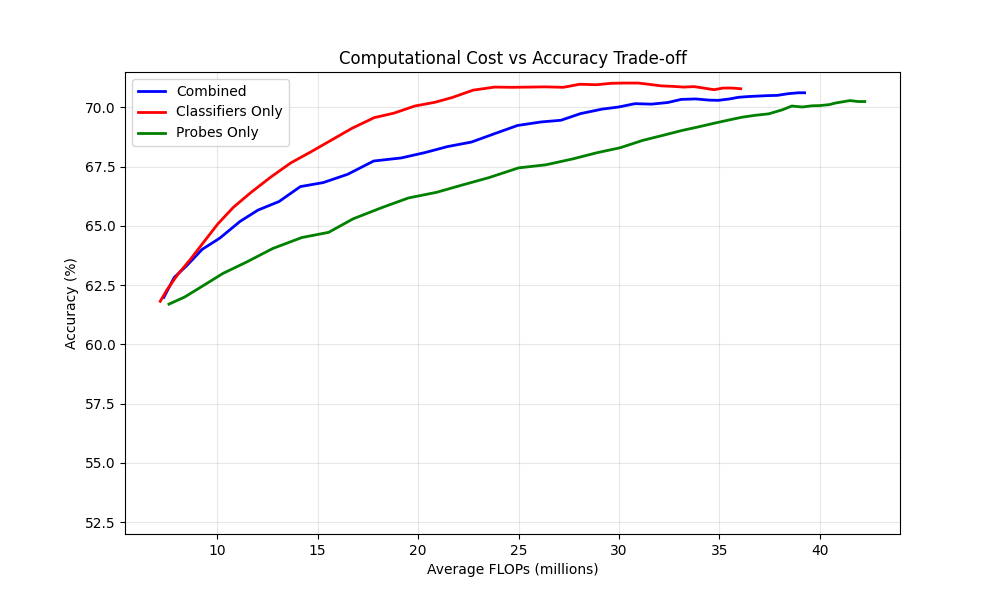 Computational Cost vs Accuracy Trade-off
Combined
Classifiers Only
Probes Only
Accuracy (%)
70.0
67.5
65.0
62.5
60.0
57.5
55.0
52.5
10 15 20 25 30 35 40
Average FLOPs (millions)